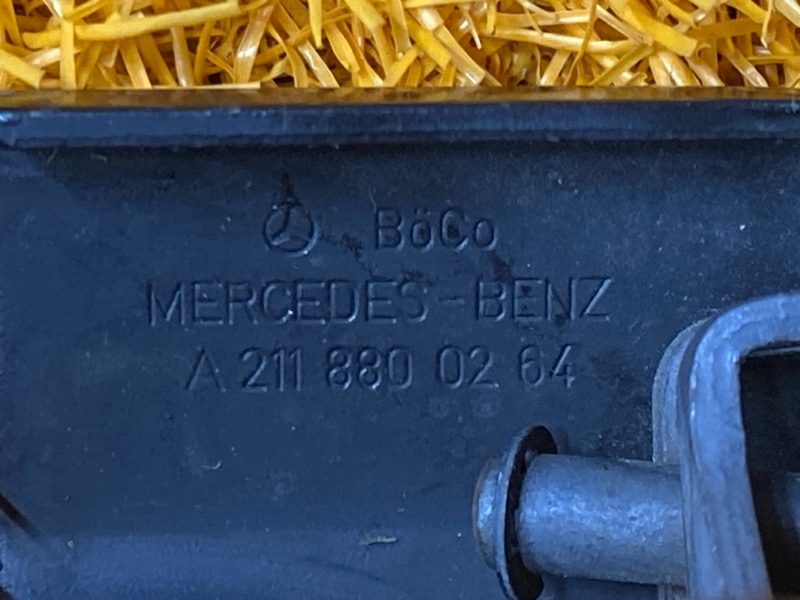 BöCo
MERCEDES-BENZ
A 211 880 02 64